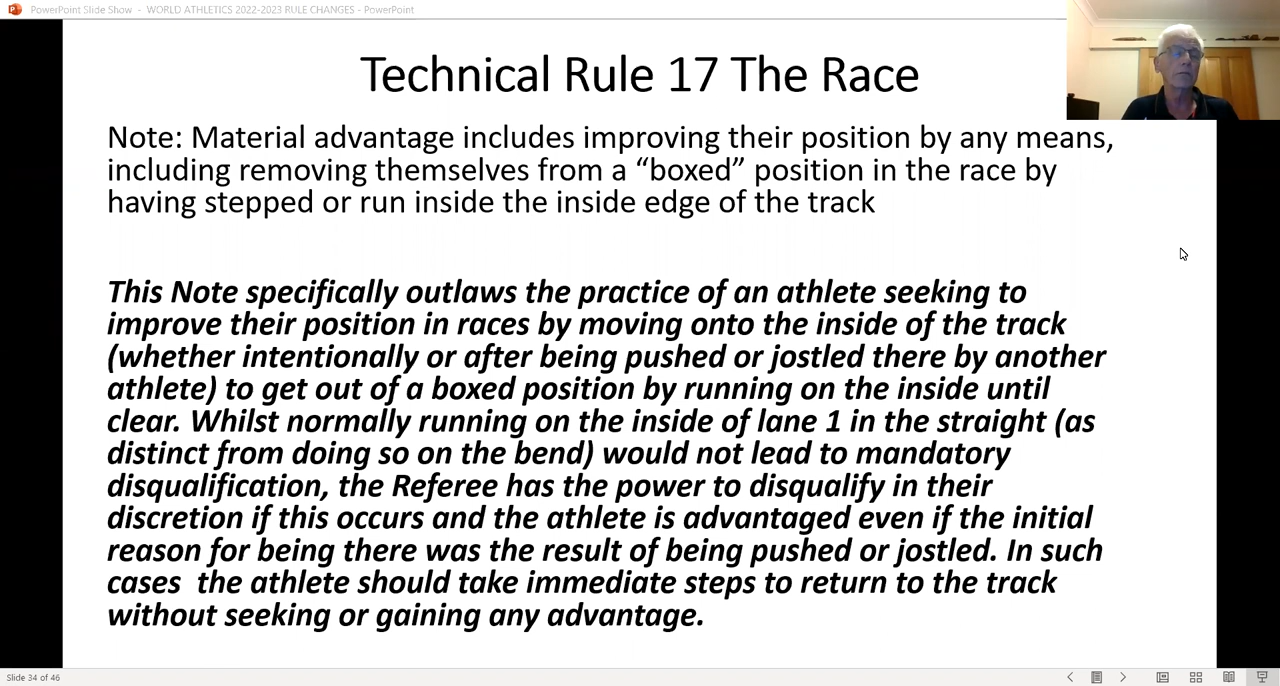 PowerPoint Slide Show - WORLD ATHLETICS 2022-2023 RULE CHANGES - PowerPoint
Technical Rule 17 The Race
Note: Material advantage includes improving their position by any means,
including removing themselves from a “boxed” position in the race by
having stepped or run inside the inside edge of the track
This Note specifically outlaws the practice of an athlete seeking to
improve their position in races by moving onto the inside of the track
(whether intentionally or after being pushed or jostled there by another
athlete) to get out of a boxed position by running on the inside until
clear. Whilst normally running on the inside of lane 1 in the straight (as
distinct from doing so on the bend) would not lead to mandatory
disqualification, the Referee has the power to disqualify in their
discretion if this occurs and the athlete is advantaged even if the initial
reason for being there was the result of being pushed or jostled. In such
cases  the athlete should take immediate steps to return to the track
without seeking or gaining any advantage.
Slide 34 of 46